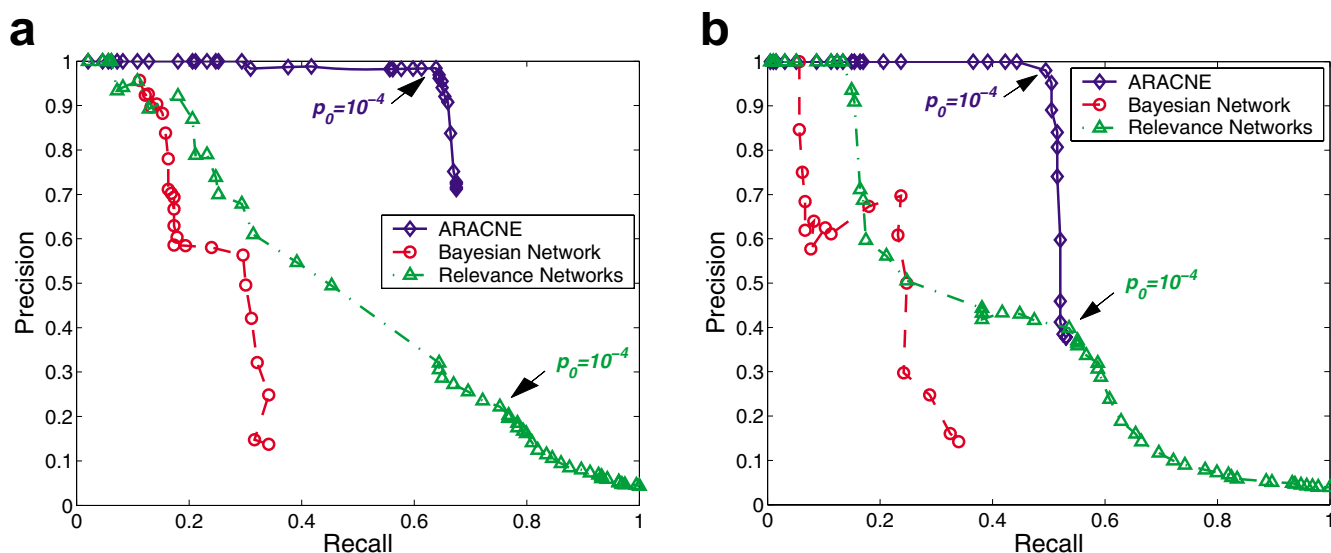 a
1
0.9
0.8
0.7
0.6
0.5
0.4
0.3
0.2
0.1
0
Precision
p0=10-4
ARACNE
Bayesian Network
Relevance Networks
p0=10-4
0 0.2 0.4 0.6 0.8 1
Recall
b
1
0.9
0.8
0.7
0.6
0.5
0.4
0.3
0.2
0.1
0
Precision
p0=10-4
ARACNE
Bayesian Network
Relevance Networks
p0=10-4
0 0.2 0.4 0.6 0.8 1
Recall